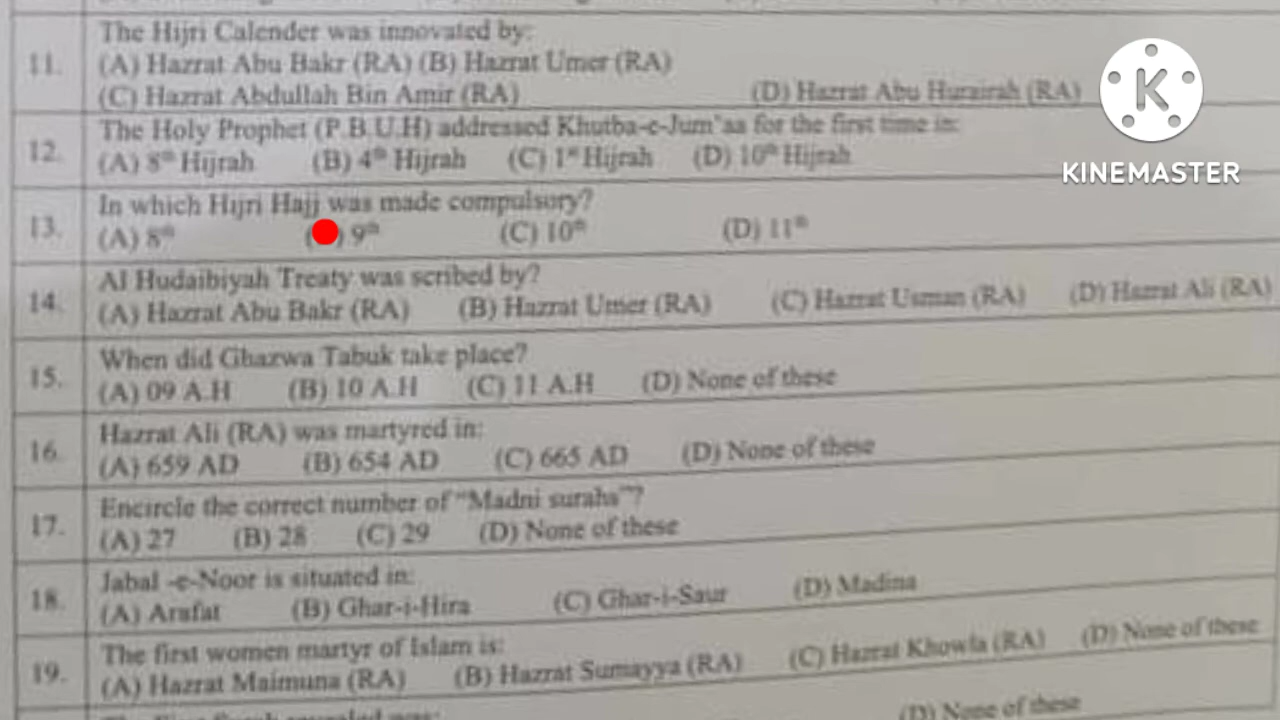 11. The Hijri Calender was innovated by:
(A) Hazrat Abu Bakr (RA) (B) Hazrat Umer (RA)
(C) Hazrat Abdullah Bin Amir (RA) (D) Hazrat Abu Hurairah (RA)
K
KINEMASTER
12. The Holy Prophet (P.B.U.H) addressed Khutba-e-Jum'aa for the first time in:
(A) 8th Hijrah (B) 4th Hijrah (C) 1st Hijrah (D) 10th Hijrah
13. In which Hijri Hajj was made compulsory?
(A) 8th ( ) 9th (C) 10th (D) 11th
14. Al Hudaibiyah Treaty was scribed by?
(A) Hazrat Abu Bakr (RA) (B) Hazrat Umer (RA) (C) Hazrat Usman (RA) (D) Hazrat Ali (RA)
15. When did Ghazwa Tabuk take place?
(A) 09 A.H (B) 10 A.H (C) 11 A.H (D) None of these
16. Hazrat Ali (RA) was martyred in:
(A) 659 AD (B) 654 AD (C) 665 AD (D) None of these
17. Encircle the correct number of "Madni suraha"?
(A) 27 (B) 28 (C) 29 (D) None of these
18. Jabal -e-Noor is situated in:
(A) Arafat (B) Ghar-i-Hira (C) Ghar-i-Saur (D) Madina
19. The first women martyr of Islam is:
(A) Hazrat Maimuna (RA) (B) Hazrat Sumayya (RA) (C) Hazrat Khowla (RA) (D) None of these
(D) None of these